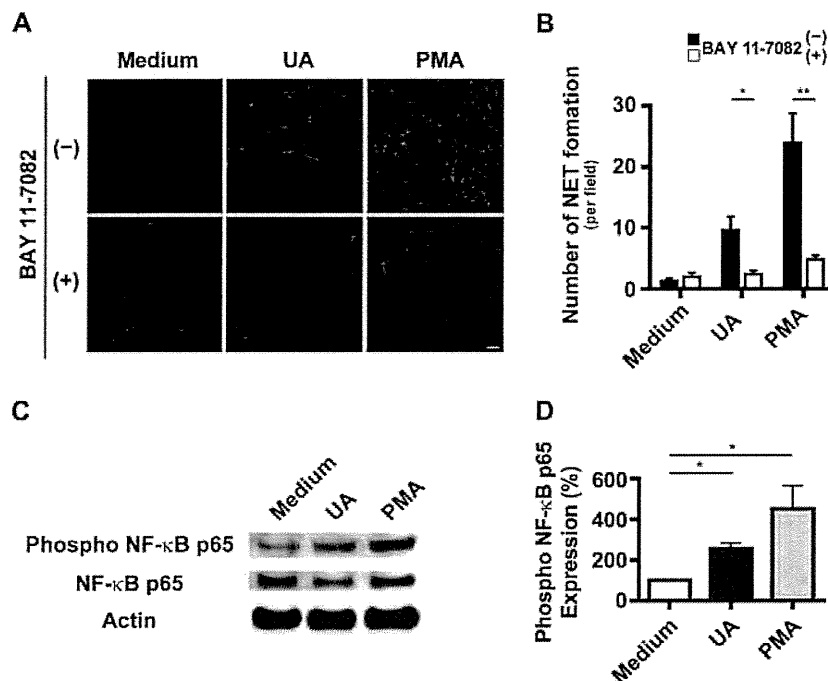 A
Medium UA PMA
BAY 11-7082
(−)
(+)
B
BAY 11-7082 (−)
(+)
Number of NET fomation
(per field)
30
20
10
0
* **
Medium UA PMA
C
Medium UA PMA
Phospho NF-κB p65
NF-κB p65
Actin
D
Phospho NF-κB p65
Expression (%)
600
400
200
0
*
*
Medium UA PMA